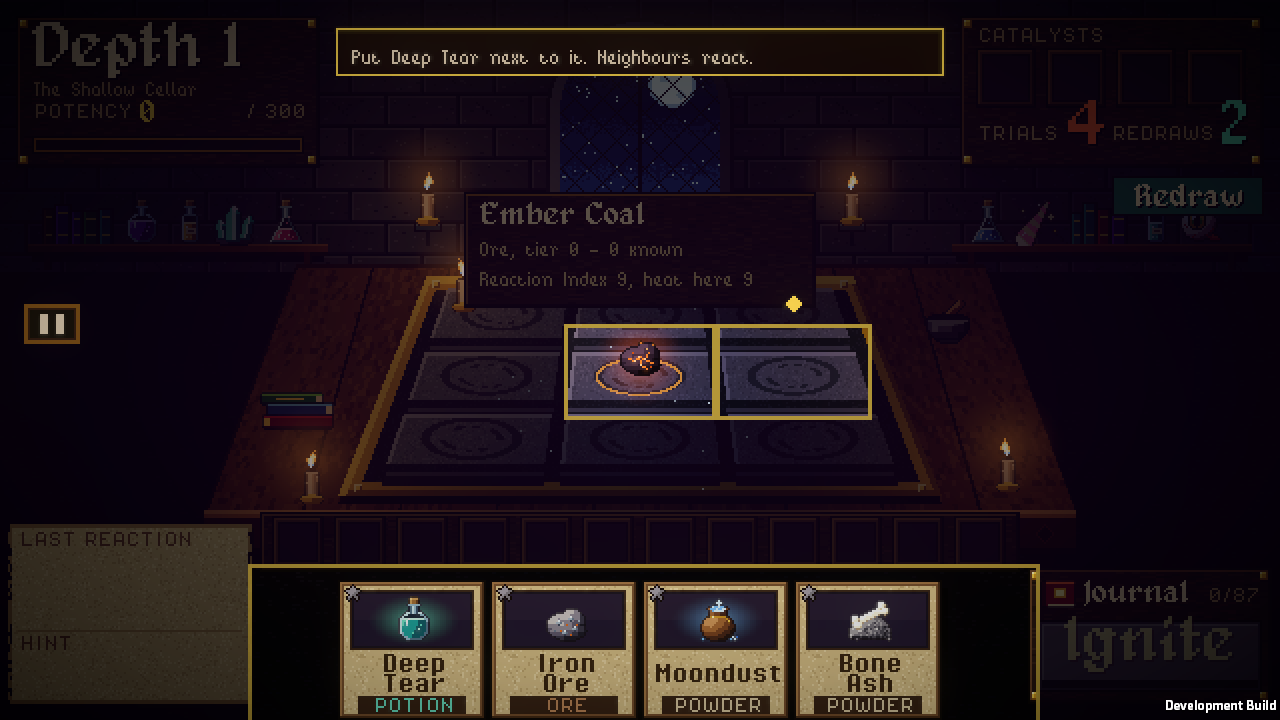 Depth 1
The Shallow Cellar
POTENCY 0 / 300
Put Deep Tear next to it. Neighbours react.
CATALYSTS
TRIALS 4 REDRAWS 2
Redraw
Ember Coal
Ore, tier 0 - 0 known
Reaction Index 9, heat here 9
LAST REACTION
HINT
Deep
Tear
POTION
Iron
Ore
ORE
Moondust
POWDER
Bone
Ash
POWDER
Journal 0/87
Ignite
Development Build